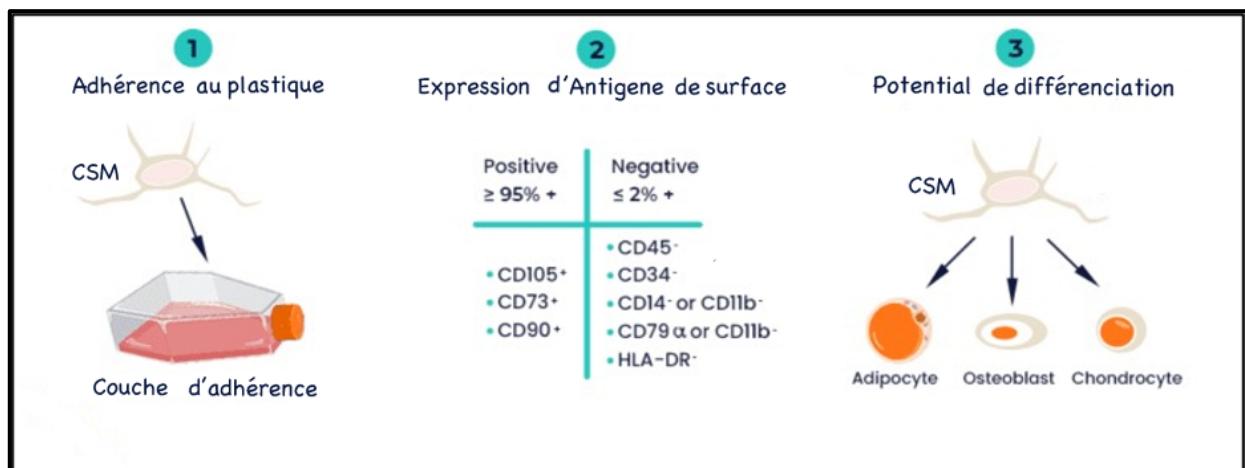 1
Adhérence au plastique
CSM
Couche d'adhérence
2
Expression d'Antigene de surface
Positive
≥ 95% +
Negative
≤ 2% +
• CD105⁺
• CD73⁺
• CD90⁺
• CD45⁻
• CD34⁻
• CD14⁻ or CD11b⁻
• CD79 α or CD11b⁻
• HLA-DR⁻
3
Potential de différenciation
CSM
Adipocyte
Osteoblast
Chondrocyte